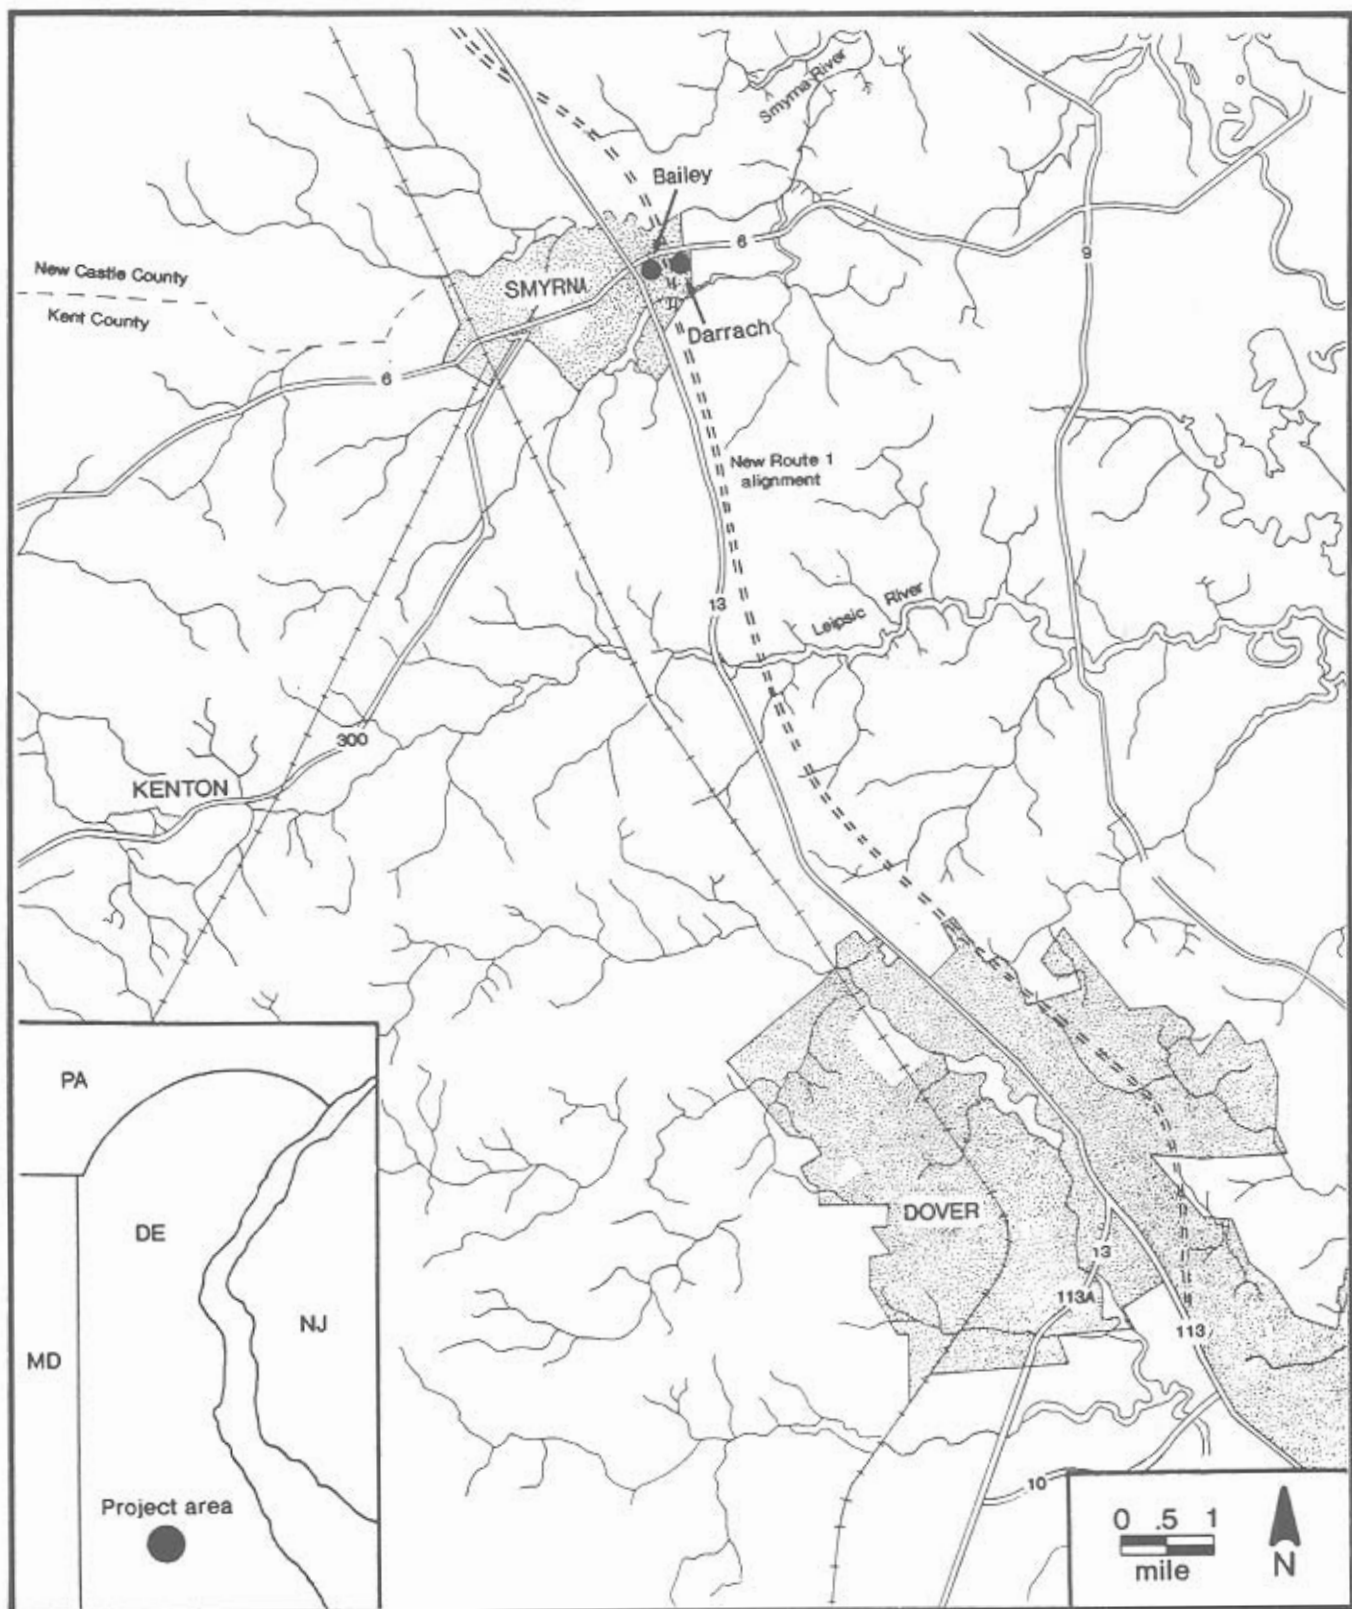 Smyrna River
Bailey
6
9
New Castle County
SMYRNA
Kent County
Darrach
6
New Route 1
alignment
13
Leipsic River
300
KENTON
PA
DE
DOVER
13
113A
NJ
113
MD
10
Project area
0 .5 1
mile
N